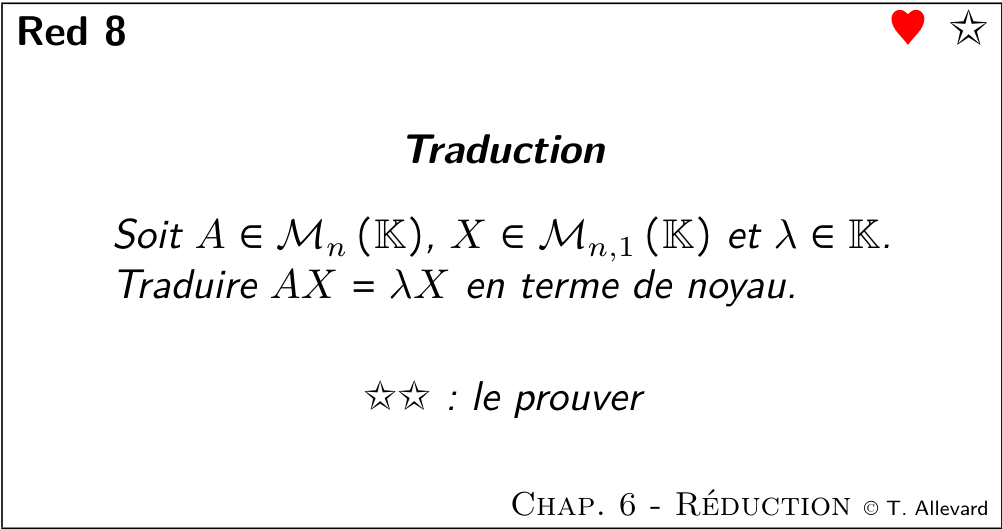 Red 8 ♥ ☆
Traduction
Soit A ∈ ℳₙ (𝕂), X ∈ ℳₙ,₁ (𝕂) et λ ∈ 𝕂.
Traduire AX = λX en terme de noyau.
☆☆ : le prouver
Chap. 6 - Réduction © T. Allevard